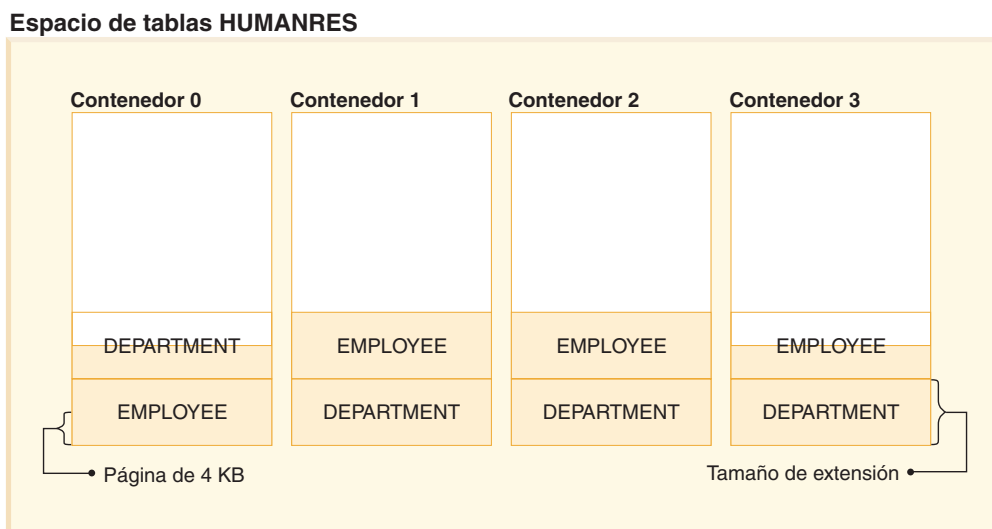 Espacio de tablas HUMANRES
Contenedor 0 Contenedor 1 Contenedor 2 Contenedor 3
DEPARTMENT EMPLOYEE EMPLOYEE EMPLOYEE
EMPLOYEE DEPARTMENT DEPARTMENT DEPARTMENT
Página de 4 KB Tamaño de extensión